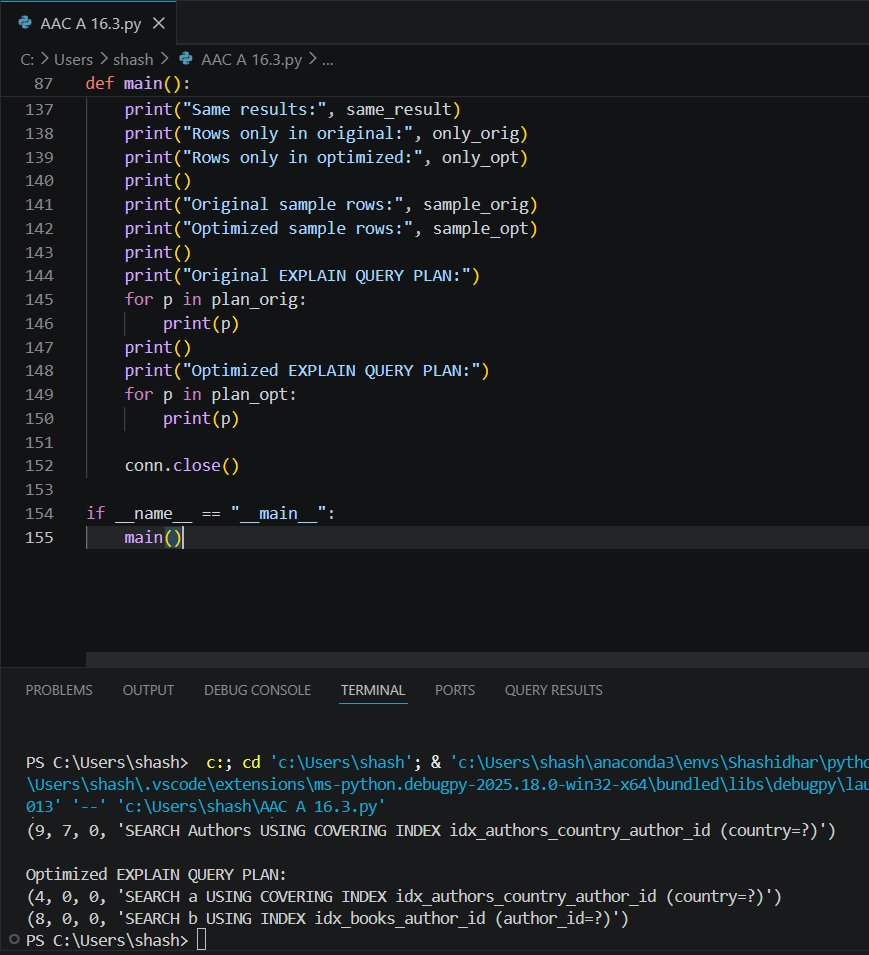 AAC A 16.3.py
C: > Users > shash > AAC A 16.3.py > ...
87 def main():
137     print("Same results:", same_result)
138     print("Rows only in original:", only_orig)
139     print("Rows only in optimized:", only_opt)
140     print()
141     print("Original sample rows:", sample_orig)
142     print("Optimized sample rows:", sample_opt)
143     print()
144     print("Original EXPLAIN QUERY PLAN:")
145     for p in plan_orig:
146         print(p)
147     print()
148     print("Optimized EXPLAIN QUERY PLAN:")
149     for p in plan_opt:
150         print(p)
151
152     conn.close()
153
154 if __name__ == "__main__":
155     main()
PROBLEMS OUTPUT DEBUG CONSOLE TERMINAL PORTS QUERY RESULTS
PS C:\Users\shash>  c:; cd 'c:\Users\shash'; & 'c:\Users\shash\anaconda3\envs\Shashidhar\pytho
\Users\shash\.vscode\extensions\ms-python.debugpy-2025.18.0-win32-x64\bundled\libs\debugpy\lau
013' '--' 'c:\Users\shash\AAC A 16.3.py'
(9, 7, 0, 'SEARCH Authors USING COVERING INDEX idx_authors_country_author_id (country=?)')
Optimized EXPLAIN QUERY PLAN:
(4, 0, 0, 'SEARCH a USING COVERING INDEX idx_authors_country_author_id (country=?)')
(8, 0, 0, 'SEARCH b USING INDEX idx_books_author_id (author_id=?)')
PS C:\Users\shash>